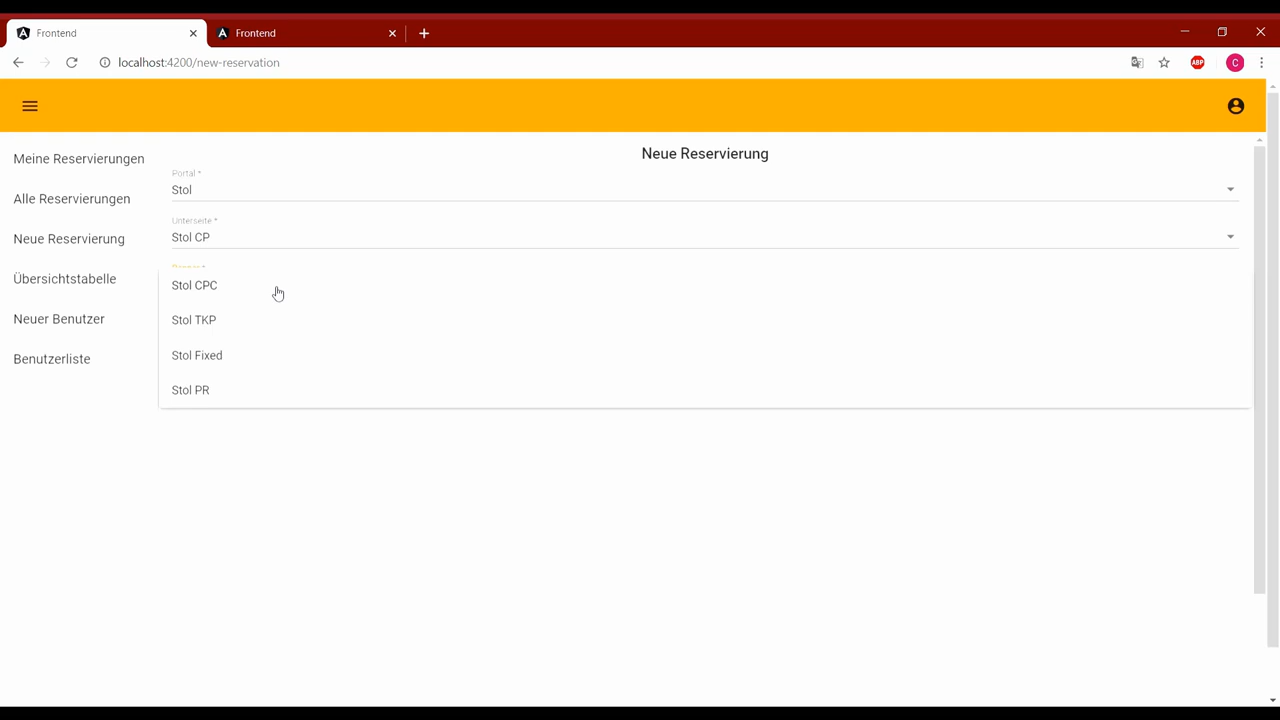 Frontend
Frontend
localhost:4200/new-reservation
ABP
C
Meine Reservierungen
Alle Reservierungen
Neue Reservierung
Übersichtstabelle
Neuer Benutzer
Benutzerliste
Neue Reservierung
Portal *
Stol
Unterseite *
Stol CP
Stol CPC
Stol TKP
Stol Fixed
Stol PR